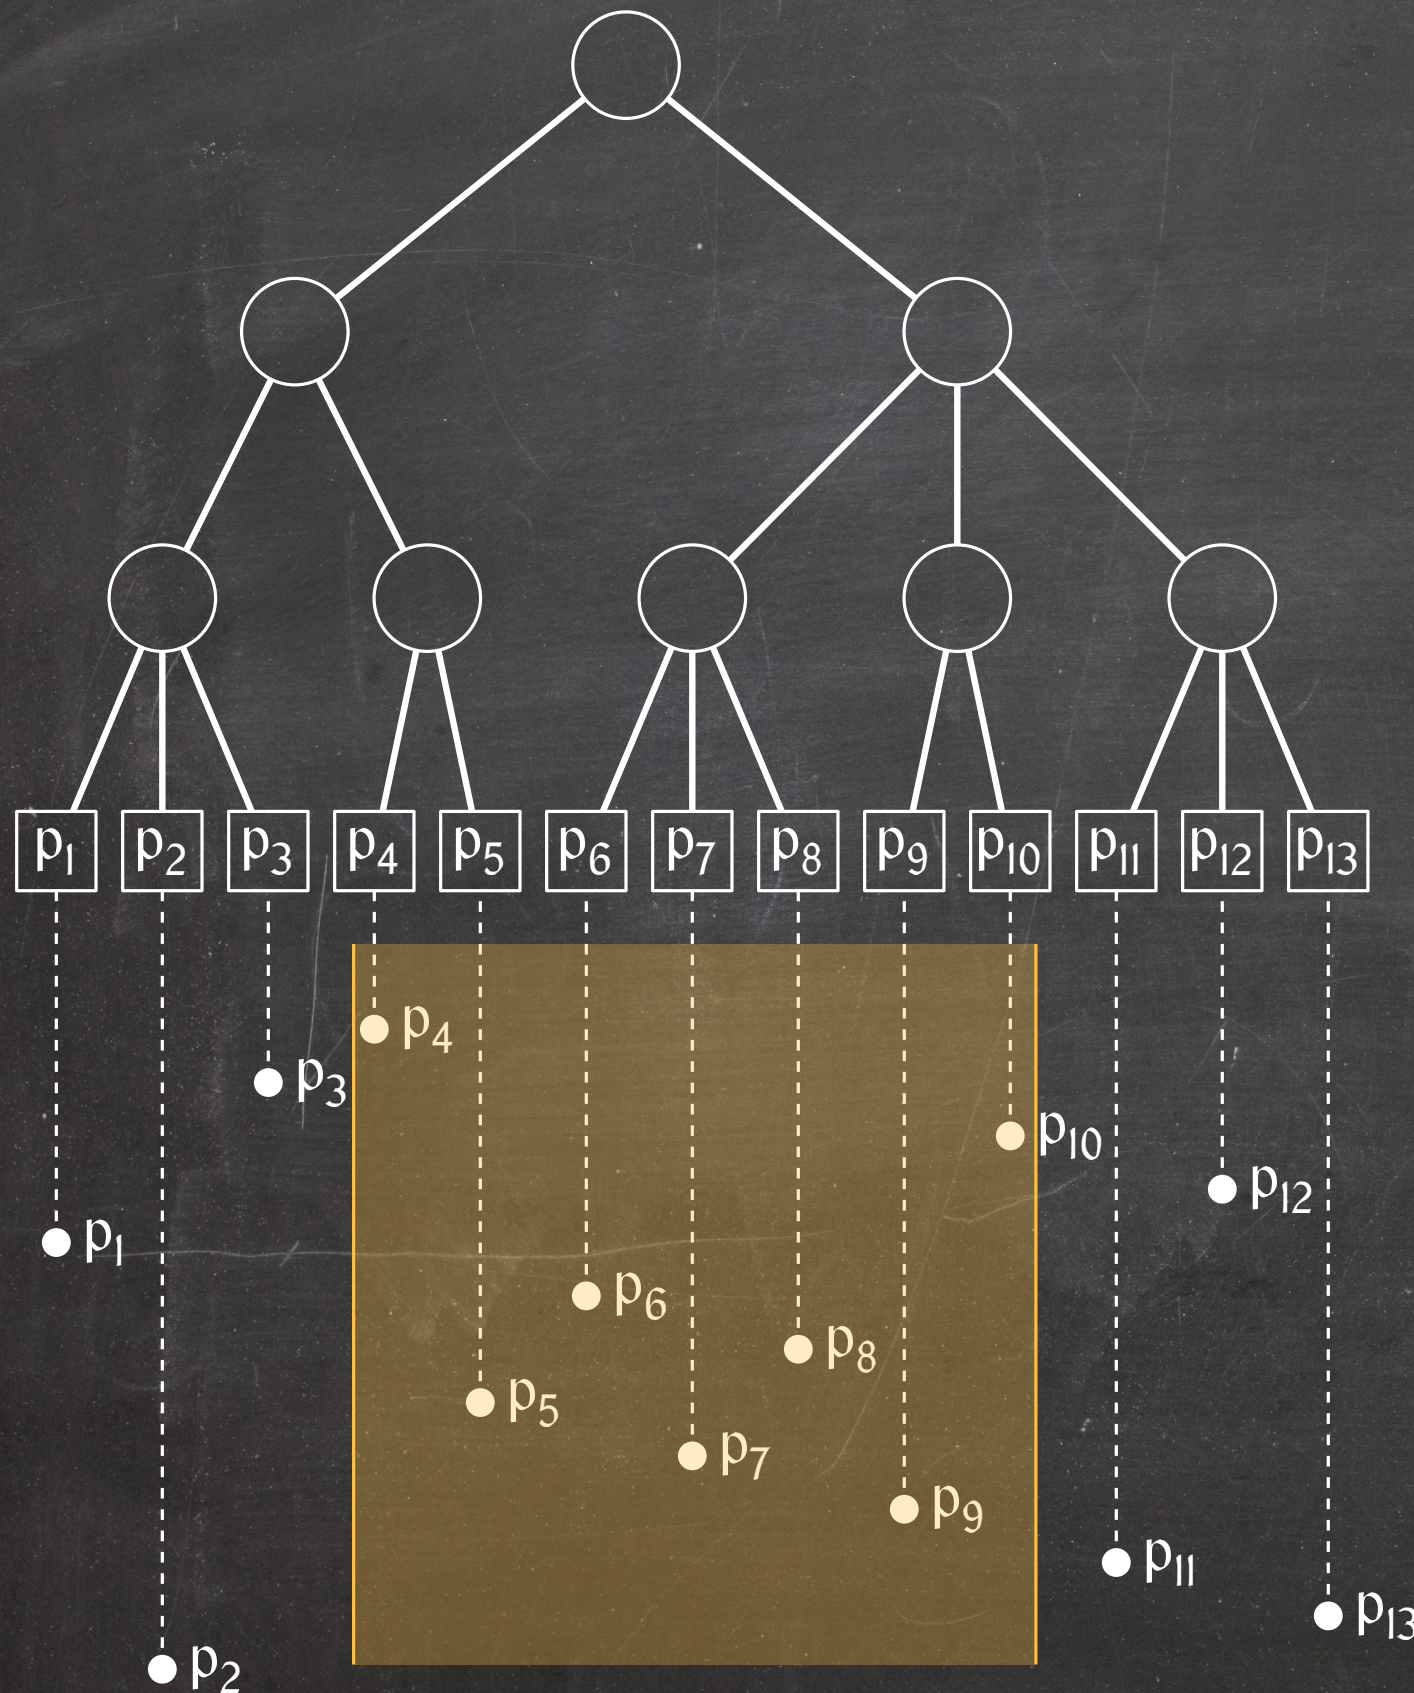 p₁ p₂ p₃ p₄ p₅ p₆ p₇ p₈ p₉ p₁₀ p₁₁ p₁₂ p₁₃
p₄
p₃
p₁₀
p₁₂
p₁
p₆
p₈
p₅
p₇
p₉
p₁₁
p₁₃
p₂